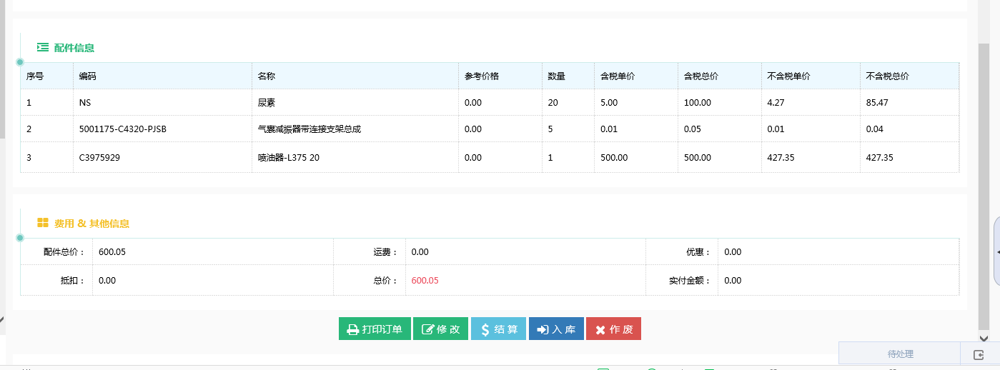 配件信息
序号 编码 名称 参考价格 数量 含税单价 含税总价 不含税单价 不含税总价
1 NS 尿素 0.00 20 5.00 100.00 4.27 85.47
2 5001175-C4320-PJSB 气囊减振器带连接支架总成 0.00 5 0.01 0.05 0.01 0.04
3 C3975929 喷油器-L375 20 0.00 1 500.00 500.00 427.35 427.35
费用 & 其他信息
配件总价： 600.05 运费： 0.00 优惠： 0.00
抵扣： 0.00 总价： 600.05 实付金额： 0.00
打印订单 修 改 结 算 入 库 作 废
待处理